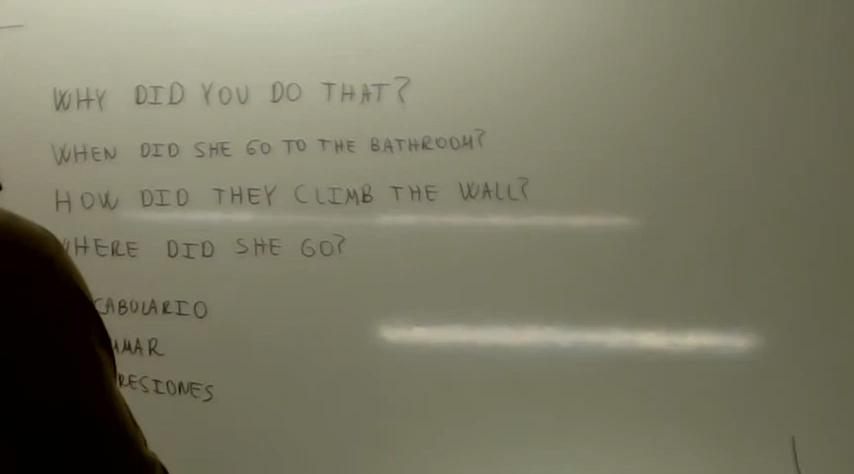 WHY DID YOU DO THAT?
WHEN DID SHE GO TO THE BATHROOM?
HOW DID THEY CLIMB THE WALL?
WHERE DID SHE GO?
CABULARIO
MAR
RESIONES